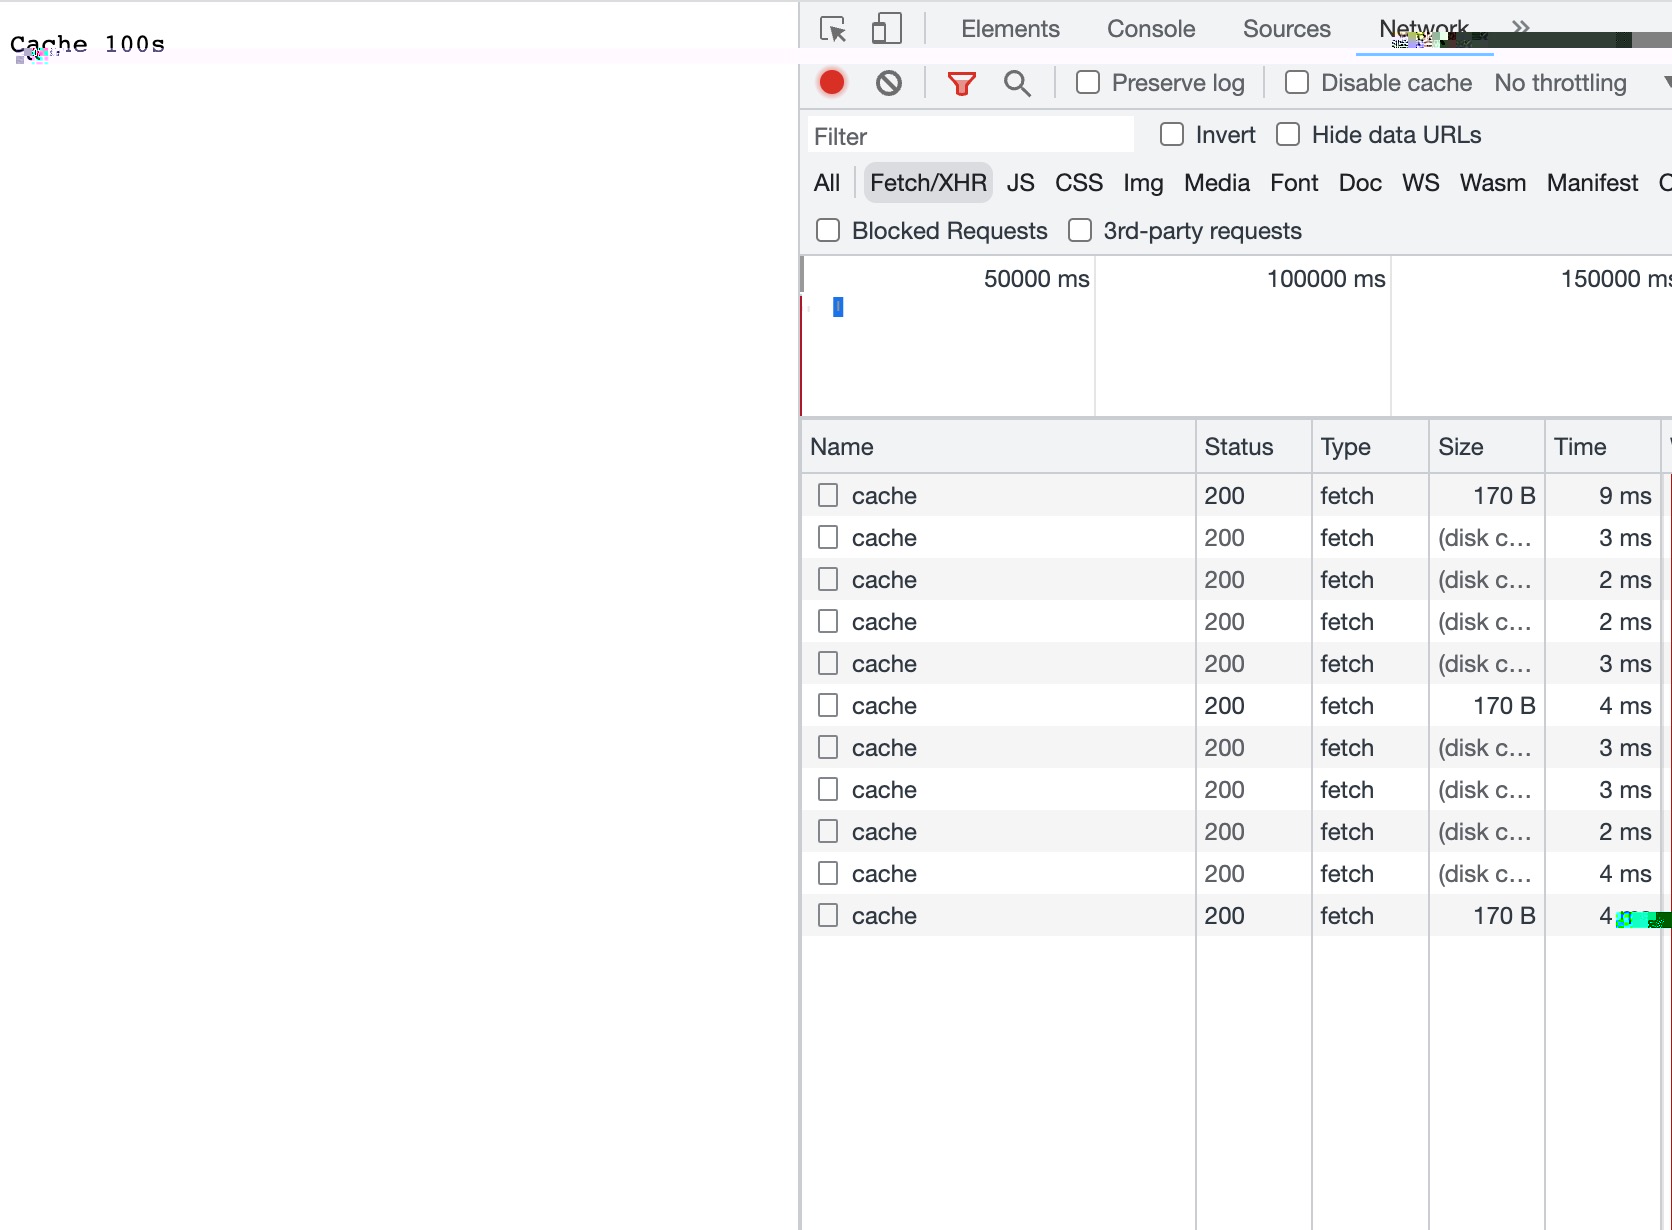 Cache 100s
Elements Console Sources Network
Preserve log Disable cache No throttling
Filter Invert Hide data URLs
All Fetch/XHR JS CSS Img Media Font Doc WS Wasm Manifest
Blocked Requests 3rd-party requests
50000 ms 100000 ms 150000 ms
Name Status Type Size Time
cache 200 fetch 170 B 9 ms
cache 200 fetch (disk c... 3 ms
cache 200 fetch (disk c... 2 ms
cache 200 fetch (disk c... 2 ms
cache 200 fetch (disk c... 3 ms
cache 200 fetch 170 B 4 ms
cache 200 fetch (disk c... 3 ms
cache 200 fetch (disk c... 3 ms
cache 200 fetch (disk c... 2 ms
cache 200 fetch (disk c... 4 ms
cache 200 fetch 170 B 4 ms